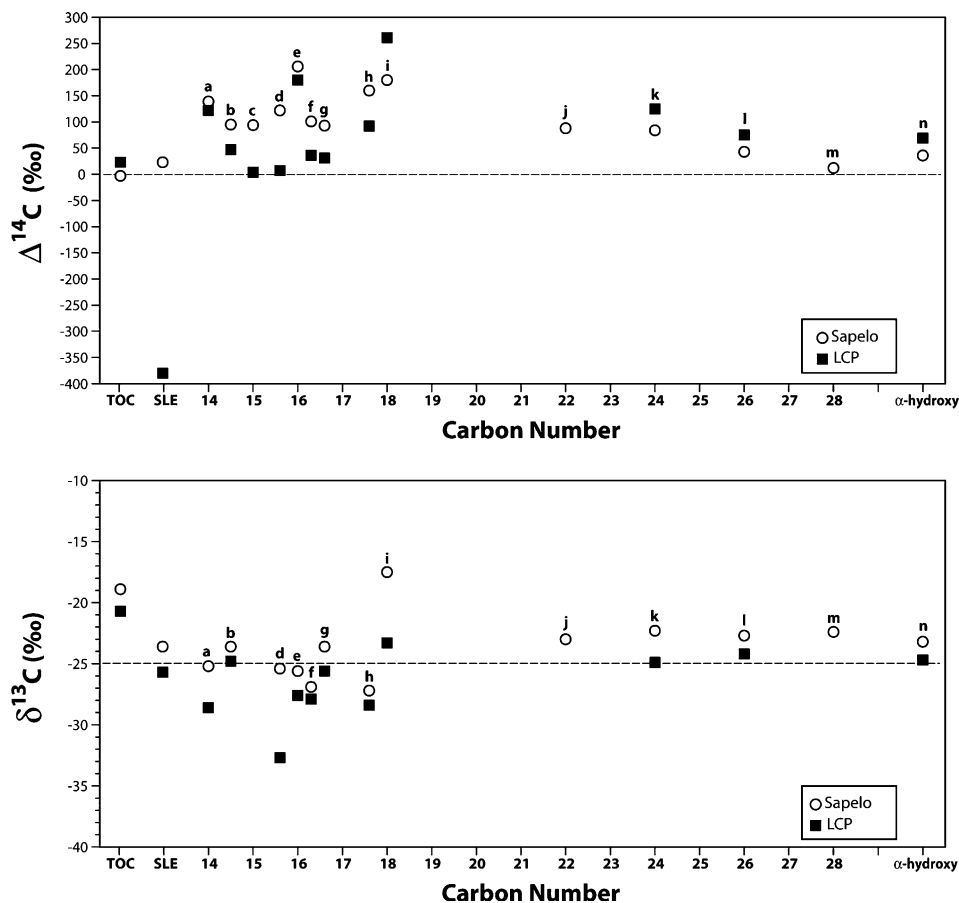 300
250
200
150
100
50
0
-50
-100
-150
-200
-250
-300
-350
-400
Δ¹⁴C (‰)
a b c d e f g h i j k l m n
Sapelo
LCP
TOC SLE 14 15 16 17 18 19 20 21 22 24 26 27 28 α-hydroxy
Carbon Number
-10
-15
-20
-25
-30
-35
-40
δ¹³C (‰)
a b d e f g h i j k l m n
Sapelo
LCP
TOC SLE 14 15 16 17 18 19 20 21 22 23 24 25 26 27 28 α-hydroxy
Carbon Number